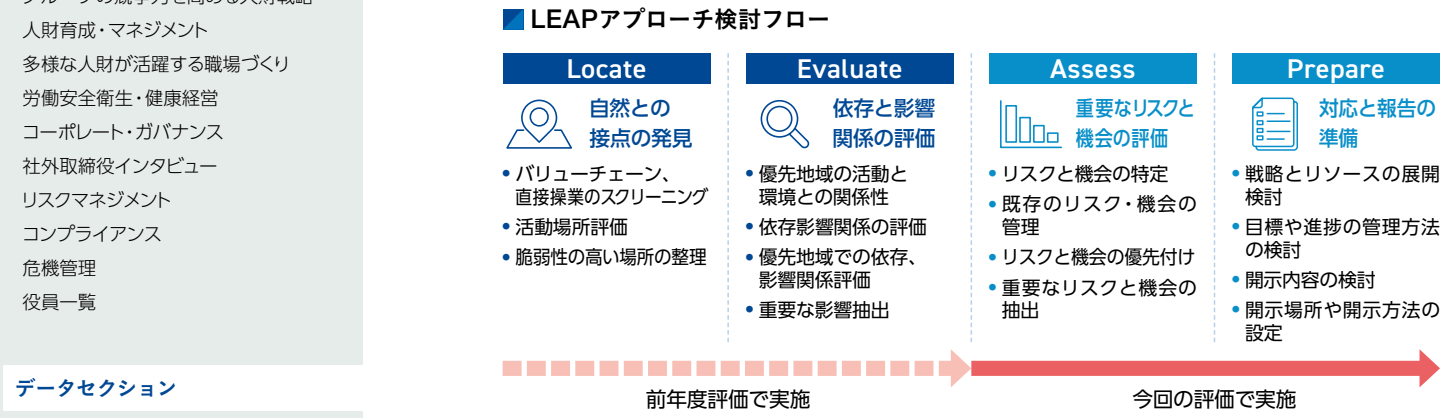 グループの競争力を高める人財戦略
人財育成・マネジメント
多様な人財が活躍する職場づくり
労働安全衛生・健康経営
コーポレート・ガバナンス
社外取締役インタビュー
リスクマネジメント
コンプライアンス
危機管理
役員一覧
データセクション
LEAPアプローチ検討フロー
Locate
自然との
接点の発見
• バリューチェーン、
直接操業のスクリーニング
• 活動場所評価
• 脆弱性の高い場所の整理
Evaluate
依存と影響
関係の評価
• 優先地域の活動と
環境との関係性
• 依存影響関係の評価
• 優先地域での依存、
影響関係評価
• 重要な影響抽出
Assess
重要なリスクと
機会の評価
• リスクと機会の特定
• 既存のリスク・機会の
管理
• リスクと機会の優先付け
• 重要なリスクと機会の
抽出
Prepare
対応と報告の
準備
• 戦略とリソースの展開
検討
• 目標や進捗の管理方法
の検討
• 開示内容の検討
• 開示場所や開示方法の
設定
前年度評価で実施
今回の評価で実施